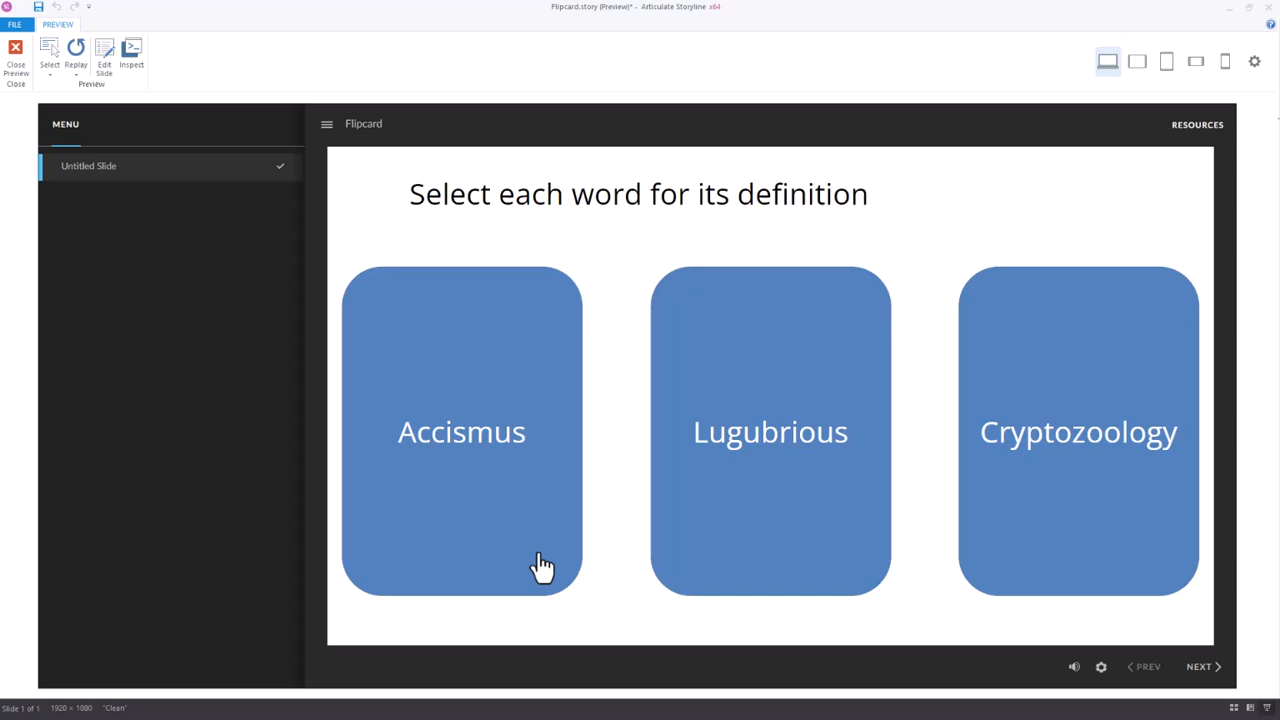 Flipcard.story (Preview)* - Articulate Storyline x64
FILE
PREVIEW
Close Preview
Select
Replay
Edit Slide
Inspect
Close
Preview
MENU
Flipcard
RESOURCES
Untitled Slide
Select each word for its definition
Accismus
Lugubrious
Cryptozoology
PREV
NEXT
Slide 1 of 1
1920 × 1080
"Clean"